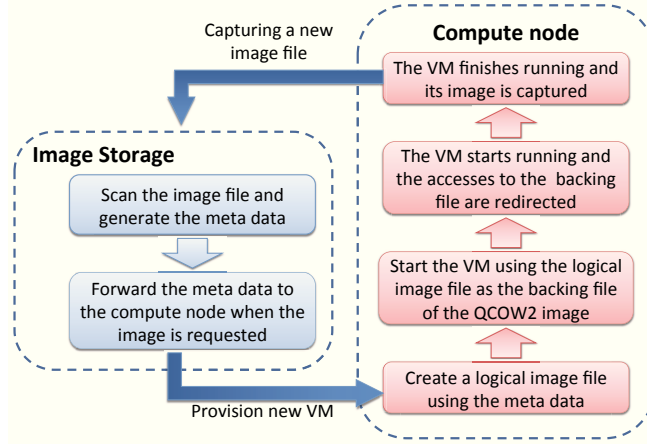 Capturing a new
image file
Compute node
The VM finishes running and
its image is captured
Image Storage
Scan the image file and
generate the meta data
The VM starts running and
the accesses to the backing
file are redirected
Forward the meta data to
the compute node when the
image is requested
Start the VM using the logical
image file as the backing file
of the QCOW2 image
Create a logical image file
using the meta data
Provision new VM